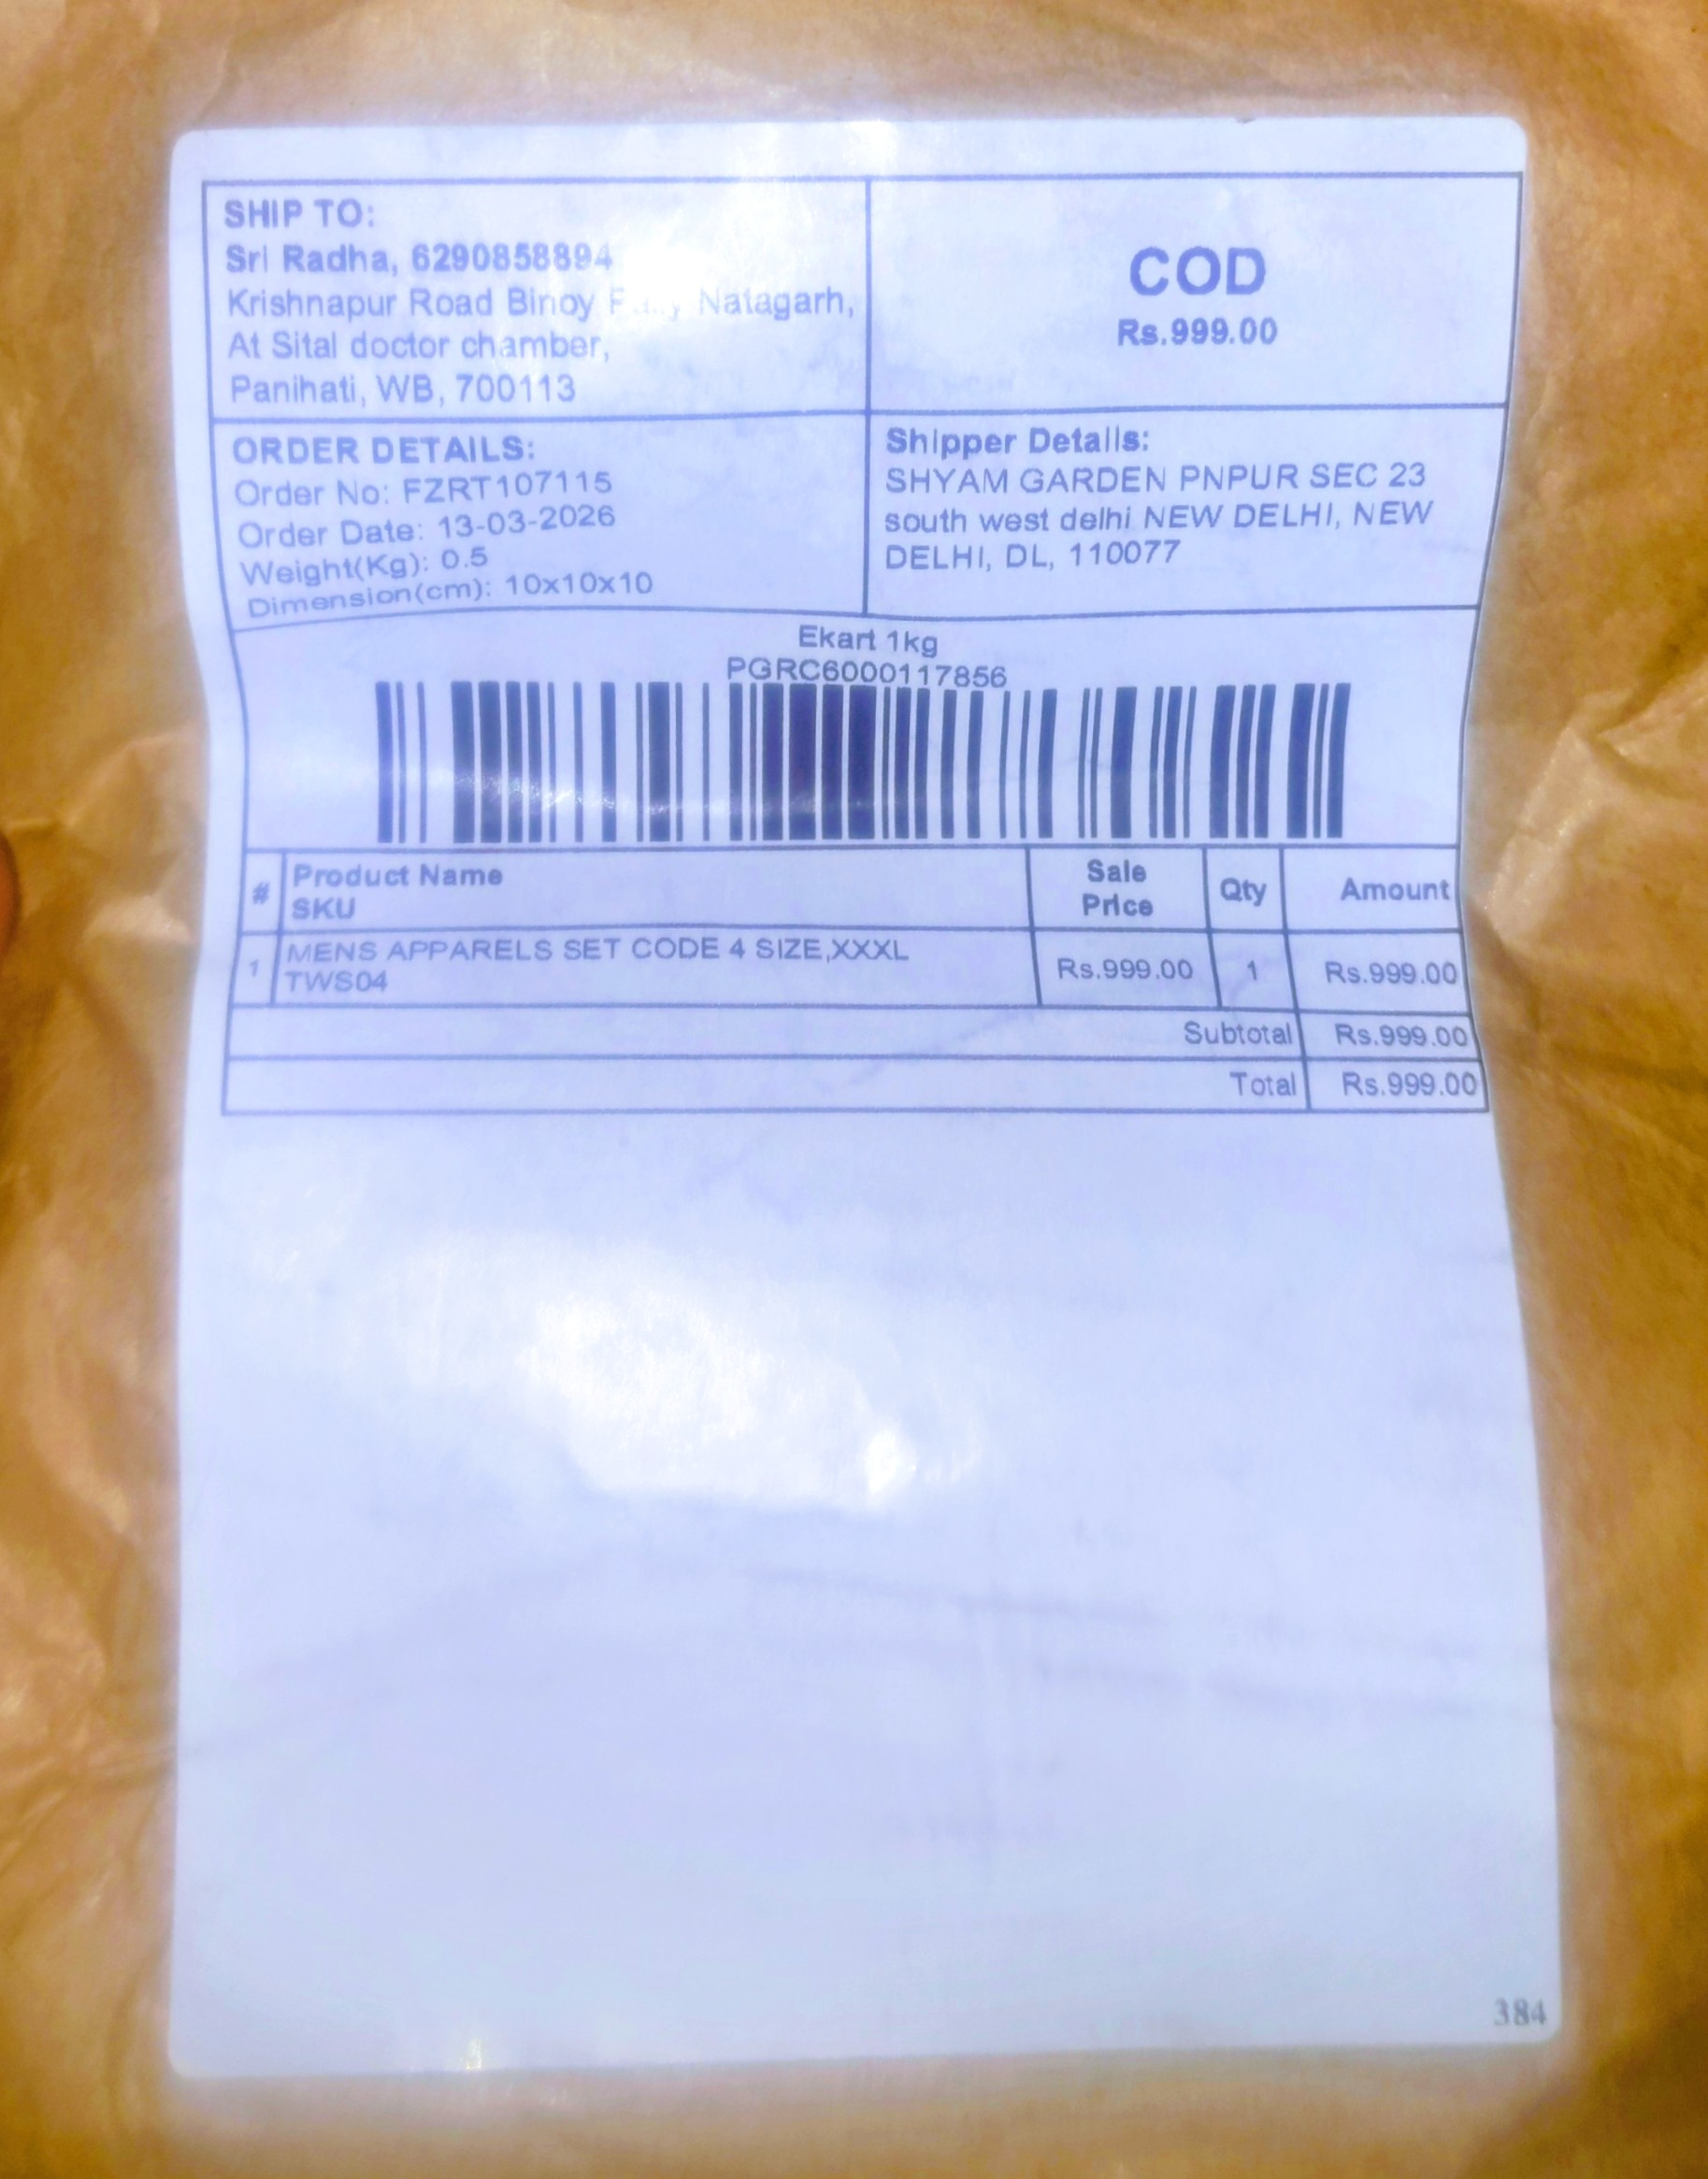 SHIP TO:
Sri Radha, 6290858894
Krishnapur Road Binoy Natagarh,
At Sital doctor chamber,
Panihati, WB, 700113
COD
Rs.999.00
ORDER DETAILS:
Order No: FZRT107115
Order Date: 13-03-2026
Weight(Kg): 0.5
Dimension(cm): 10x10x10
Shipper Details:
SHYAM GARDEN PNPUR SEC 23
south west delhi NEW DELHI, NEW
DELHI, DL, 110077
Ekart 1kg
PGRC6000117856
# Product Name SKU Sale Price Qty Amount
1 MENS APPARELS SET CODE 4 SIZE,XXXL Rs.999.00 1 Rs.999.00
TWS04
Subtotal Rs.999.00
Total Rs.999.00
384